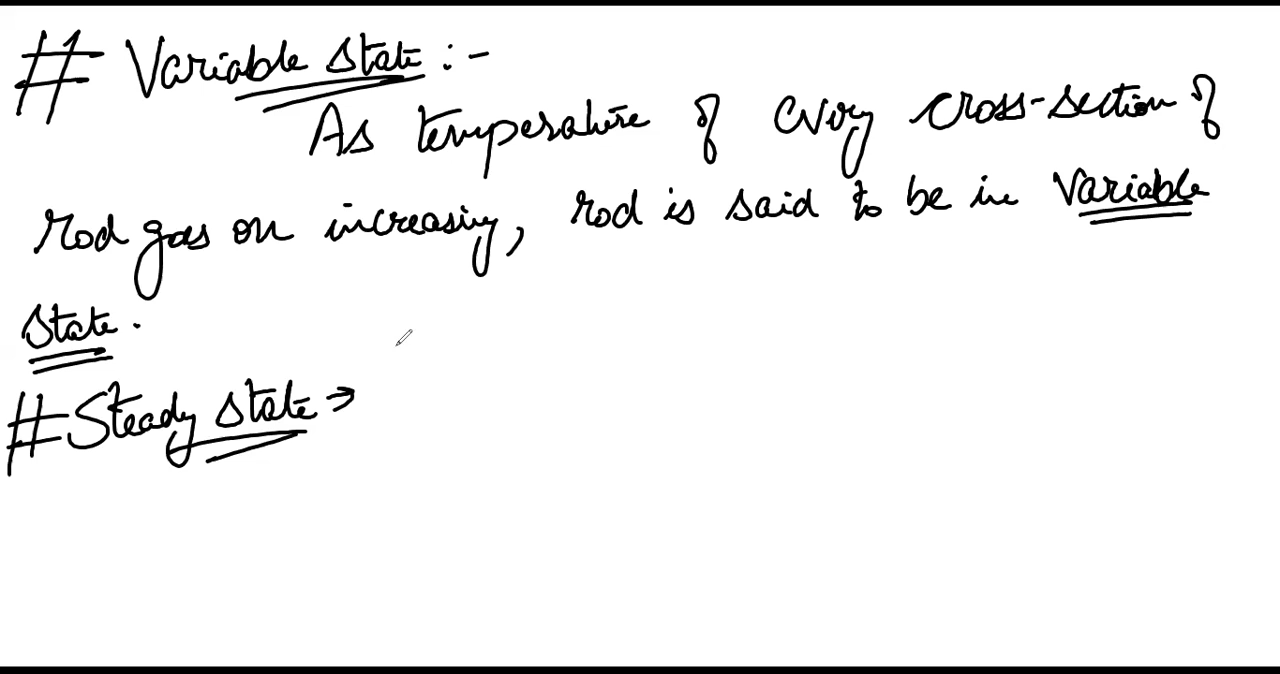 # Variable state :-
As temperature of every cross-section of
rod goes on increasing, rod is said to be in Variable
state.
# Steady state →